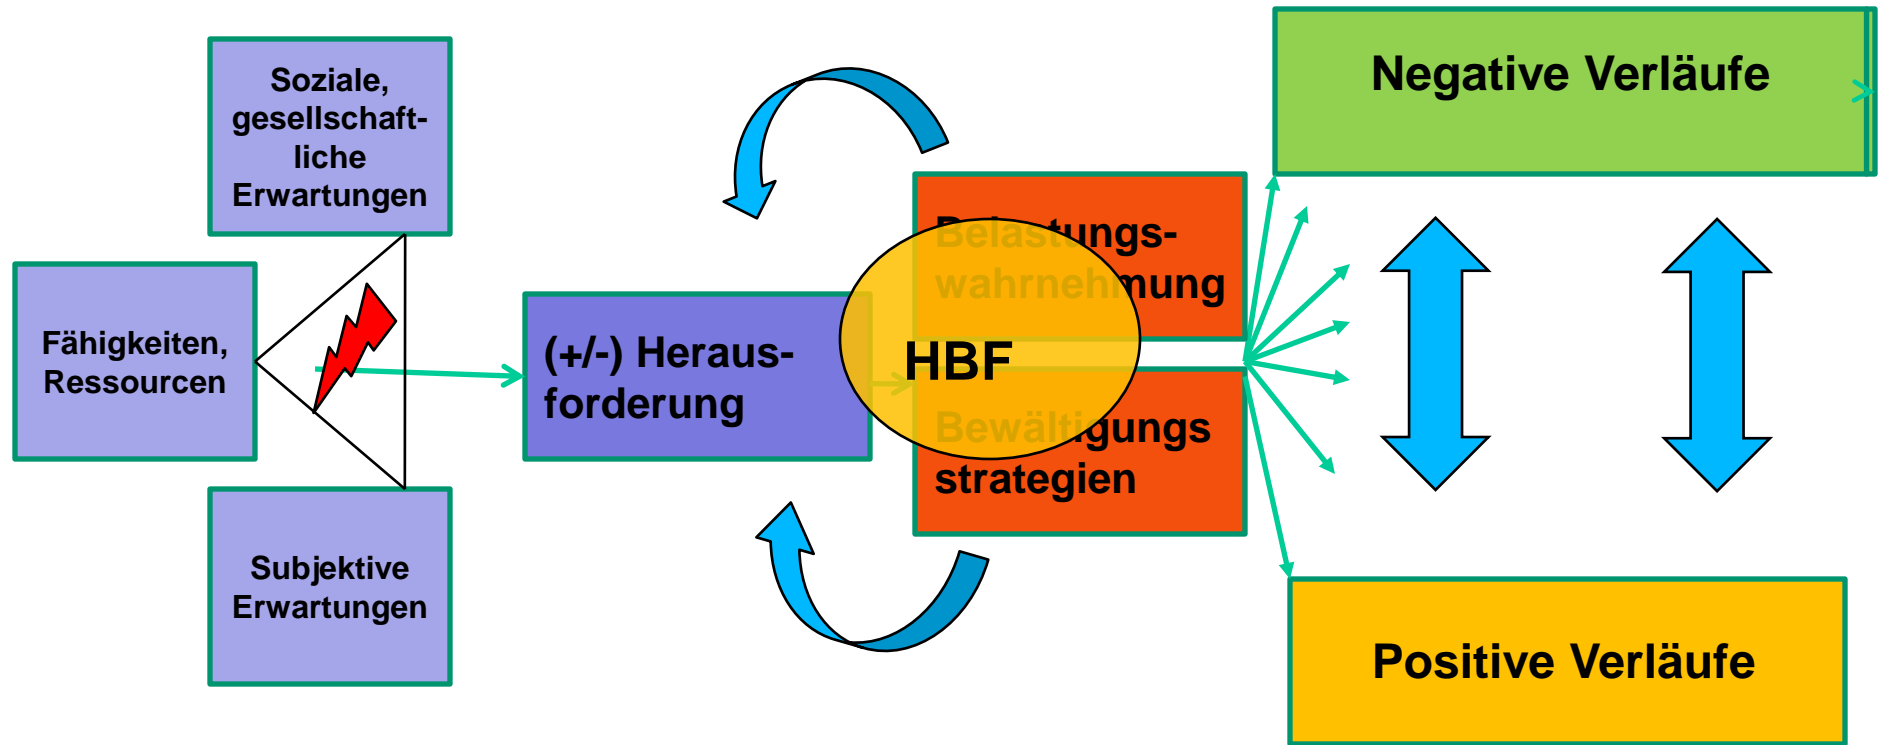 Soziale,
gesellschaft-
liche
Erwartungen
Fähigkeiten,
Ressourcen
Subjektive
Erwartungen
(+/-) Heraus-
forderung
Belastungs-
wahrnehmung
HBF
Bewältigungs
strategien
Negative Verläufe
Positive Verläufe